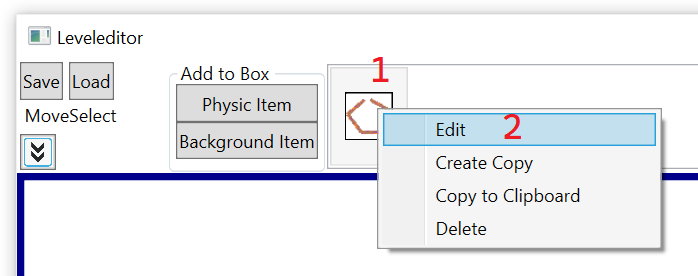 Leveleditor
1
Save Load
Add to Box
Physic Item
MoveSelect
Background Item
Edit 2
Create Copy
Copy to Clipboard
Delete